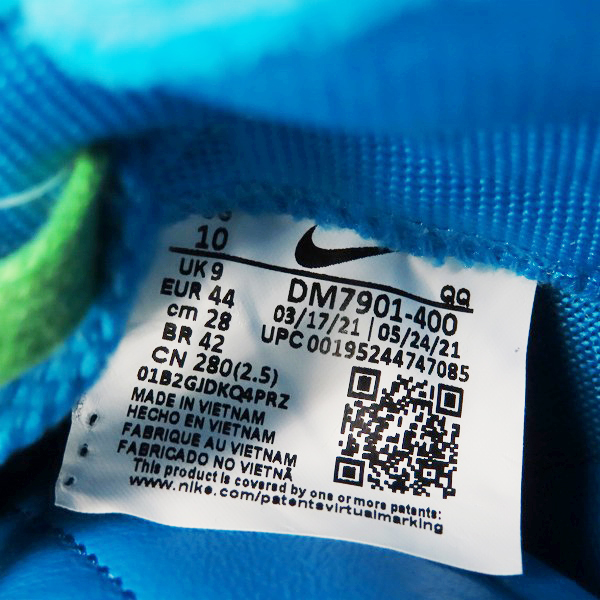 10
UK 9
EUR 44
cm 28
BR 42
CN 280(2.5)
01B2GJDKQ4PRZ
QQ
DM7901-400
03/17/21 | 05/24/21
UPC 00195244747085
MADE IN VIETNAM
HECHO EN VIETNAM
FABRIQUE AU VIETNAM
FABRICADO NO VIETNÃ
This product is covered by one or more patents:
www.nike.com/patentsvirtualmarking